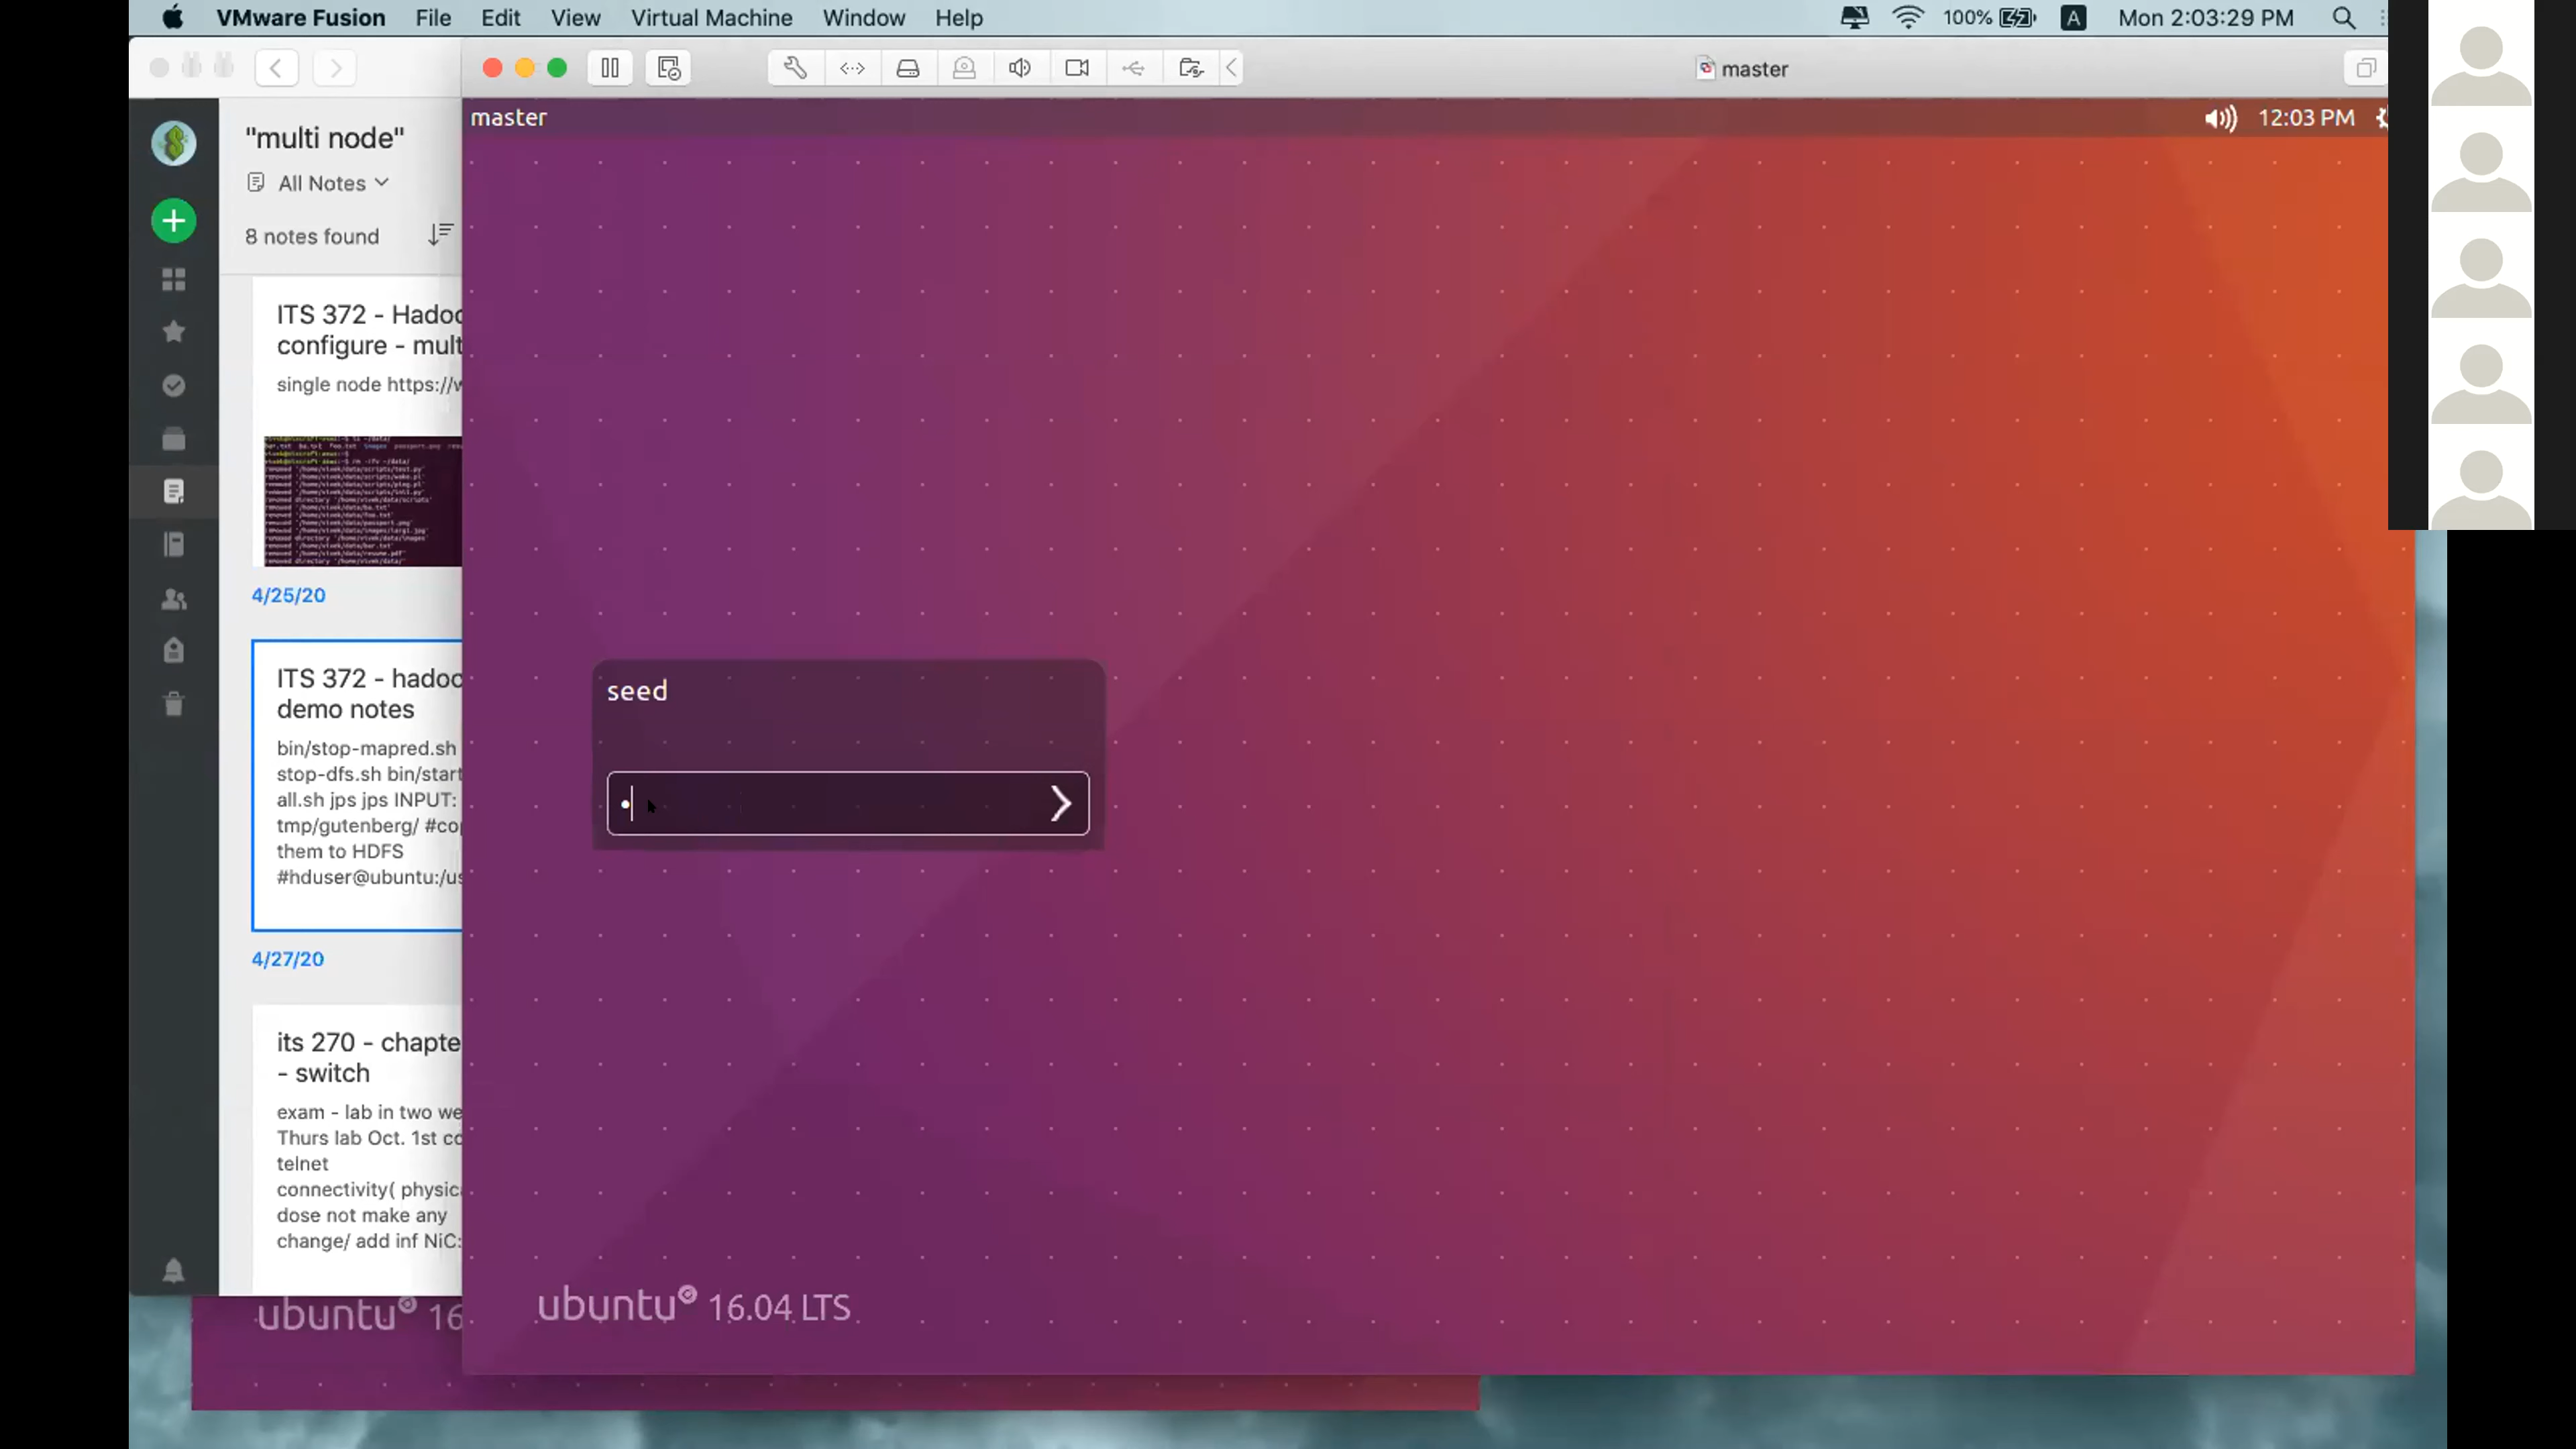 VMware Fusion File Edit View Virtual Machine Window Help 100% A Mon 2:03:29 PM
master
master 12:03 PM
"multi node"
All Notes
8 notes found
ITS 372 - Hadoo
configure - mult
single node https://w
4/25/20
ITS 372 - hadoo
demo notes
bin/stop-mapred.sh
stop-dfs.sh bin/start
all.sh jps jps INPUT:
tmp/gutenberg/ #cop
them to HDFS
#hduser@ubuntu:/us
4/27/20
its 270 - chapte
- switch
exam - lab in two we
Thurs lab Oct. 1st co
telnet
connectivity( physica
dose not make any
change/ add inf NiC:
seed
ubuntu 16.04 LTS
ubuntu 16